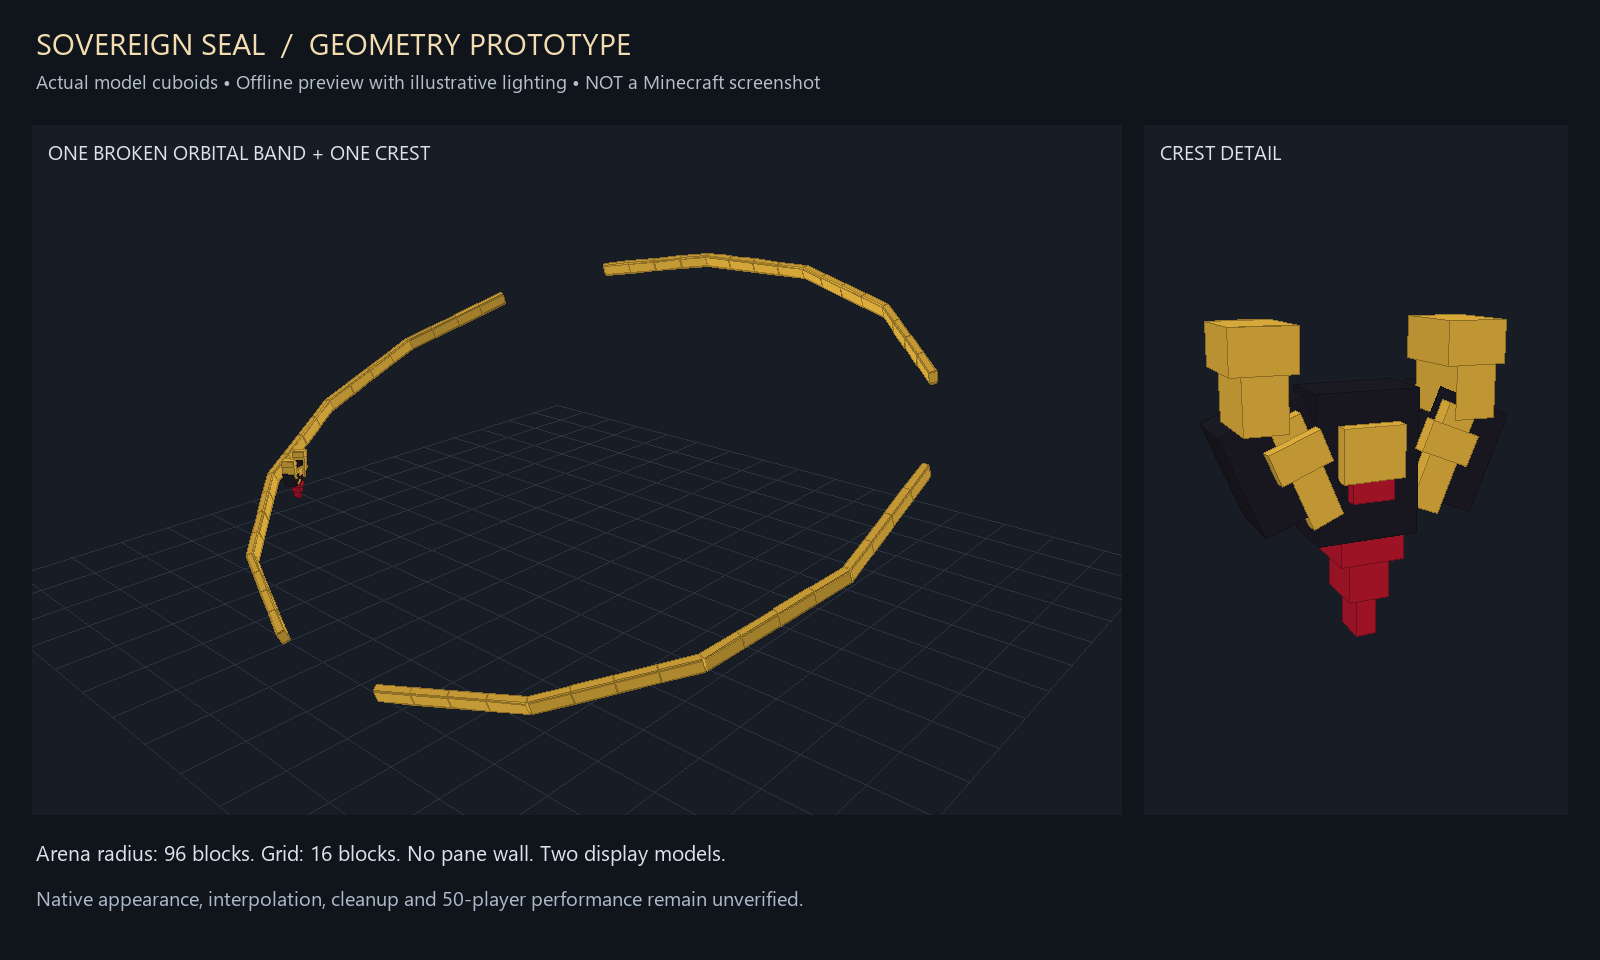 SOVEREIGN SEAL / GEOMETRY PROTOTYPE
Actual model cuboids • Offline preview with illustrative lighting • NOT a Minecraft screenshot
ONE BROKEN ORBITAL BAND + ONE CREST
CREST DETAIL
Arena radius: 96 blocks. Grid: 16 blocks. No pane wall. Two display models.
Native appearance, interpolation, cleanup and 50-player performance remain unverified.